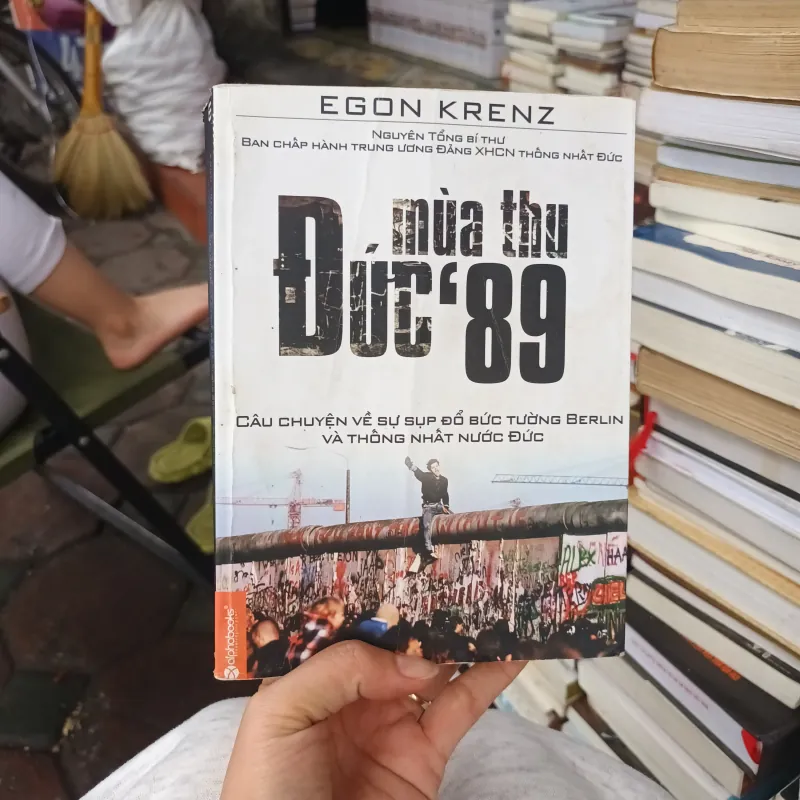 EGON KRENZ
NGUYÊN TỔNG BÍ THƯ
BAN CHẤP HÀNH TRUNG ƯƠNG ĐẢNG XHCN THỐNG NHẤT ĐỨC
mùa thu
ĐỨC '89
CÂU CHUYỆN VỀ SỰ SỤP ĐỔ BỨC TƯỜNG BERLIN
VÀ THỐNG NHẤT NƯỚC ĐỨC
alphabooks